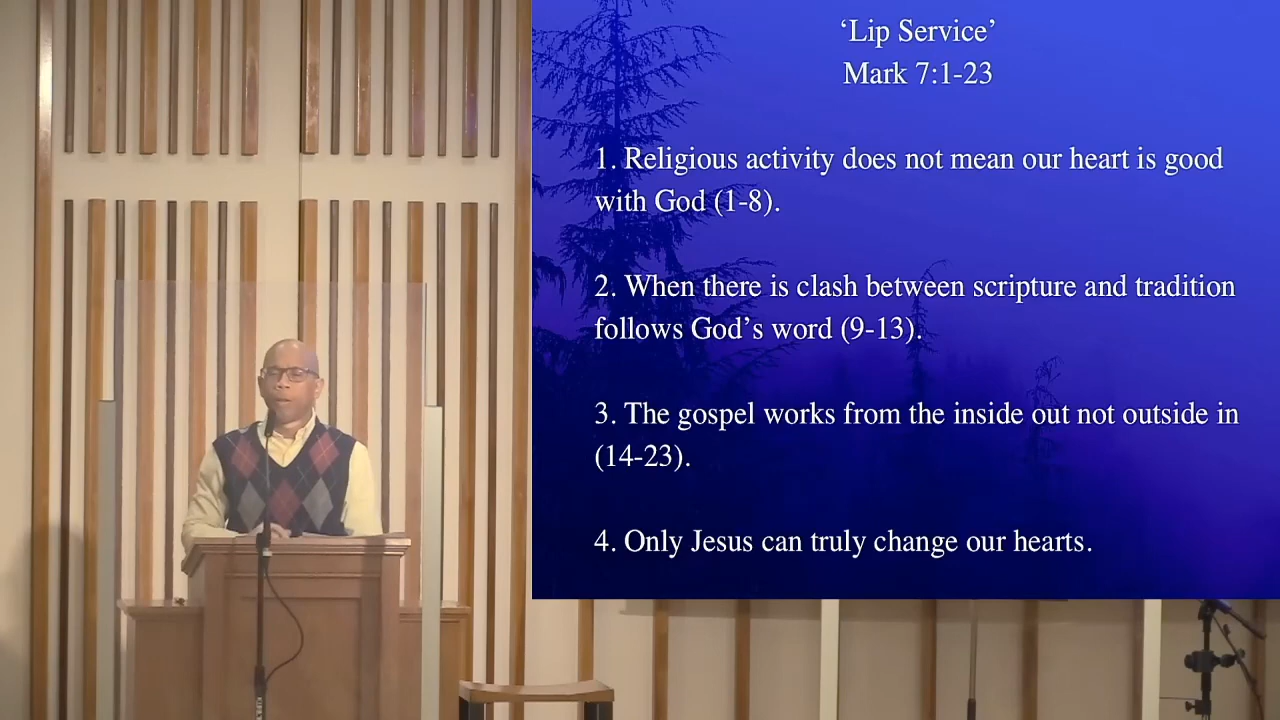 ‘Lip Service’
Mark 7:1-23
1. Religious activity does not mean our heart is good
with God (1-8).
2. When there is clash between scripture and tradition
follows God’s word (9-13).
3. The gospel works from the inside out not outside in
(14-23).
4. Only Jesus can truly change our hearts.